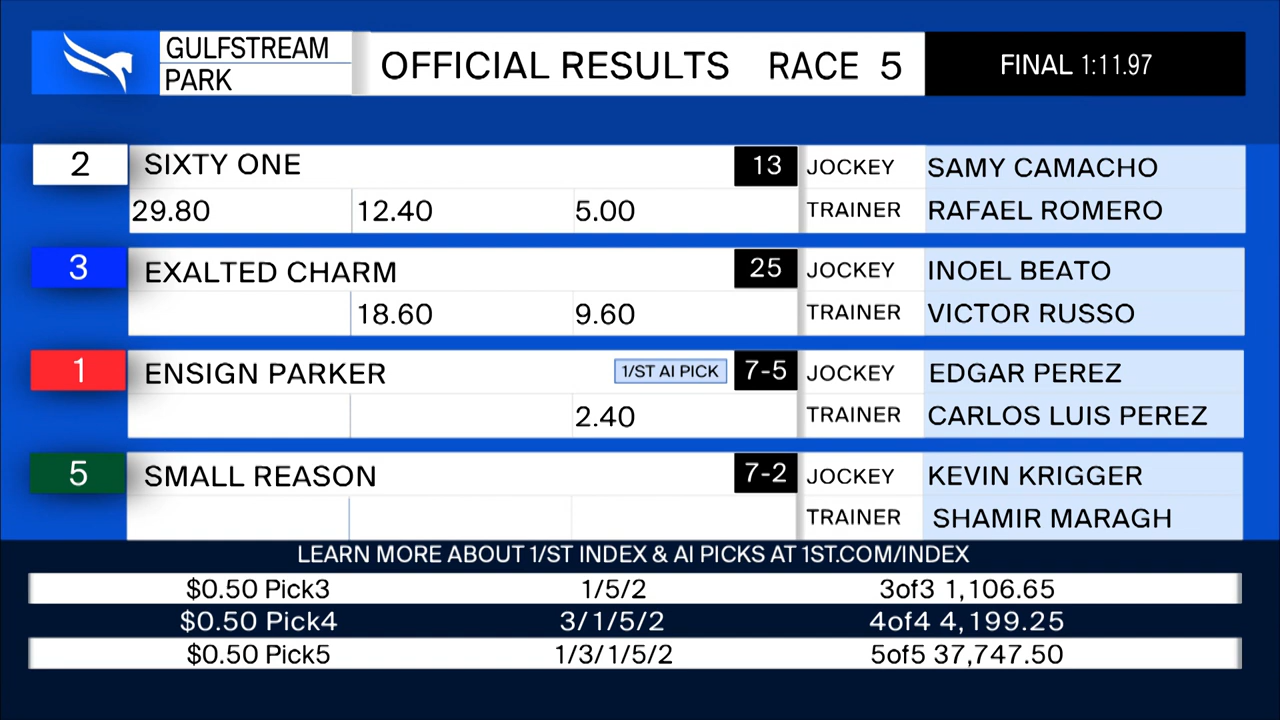 GULFSTREAM PARK OFFICIAL RESULTS RACE 5 FINAL 1:11.97
2 SIXTY ONE 13 JOCKEY SAMY CAMACHO
29.80 12.40 5.00 TRAINER RAFAEL ROMERO
3 EXALTED CHARM 25 JOCKEY INOEL BEATO
18.60 9.60 TRAINER VICTOR RUSSO
1 ENSIGN PARKER 1/ST AI PICK 7-5 JOCKEY EDGAR PEREZ
2.40 TRAINER CARLOS LUIS PEREZ
5 SMALL REASON 7-2 JOCKEY KEVIN KRIGGER
TRAINER SHAMIR MARAGH
LEARN MORE ABOUT 1/ST INDEX & AI PICKS AT 1ST.COM/INDEX
$0.50 Pick3 1/5/2 3of3 1,106.65
$0.50 Pick4 3/1/5/2 4of4 4,199.25
$0.50 Pick5 1/3/1/5/2 5of5 37,747.50